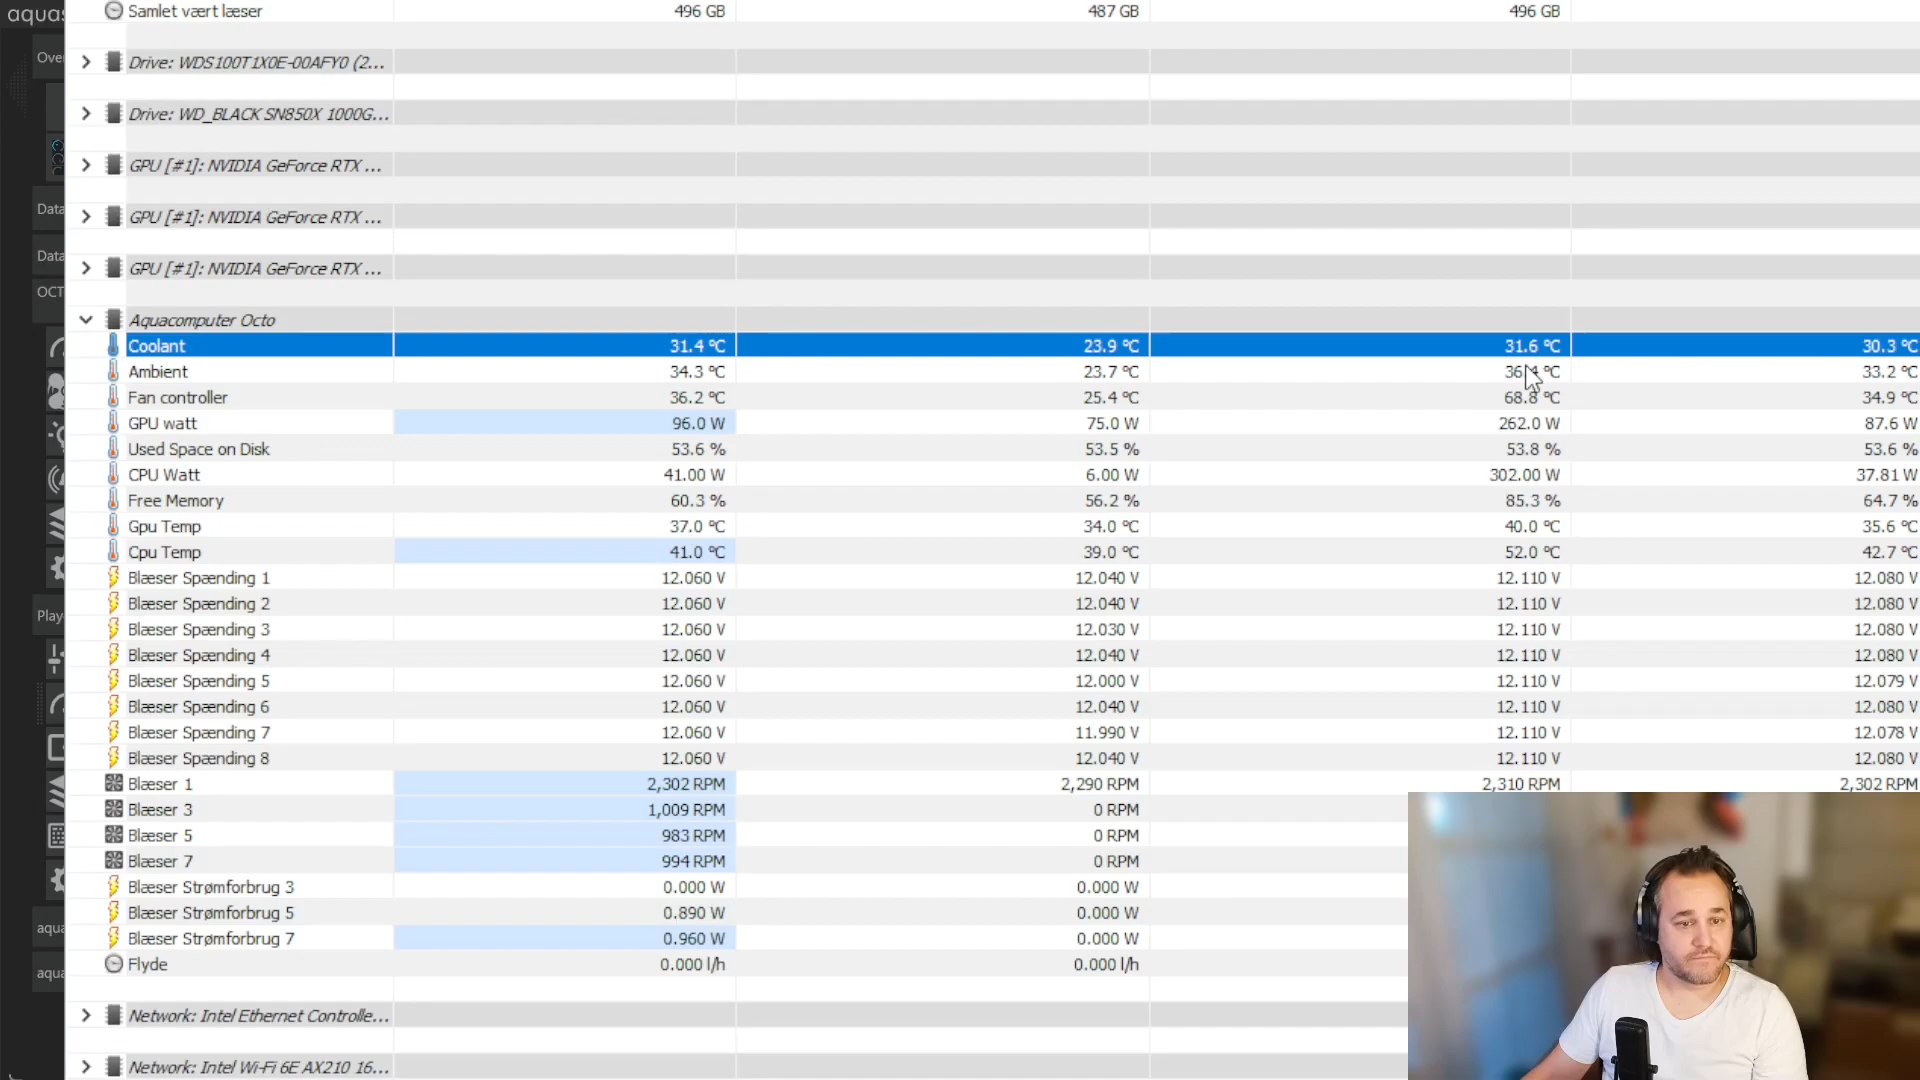 aquas
Samlet vært læser 496 GB 487 GB 496 GB
Over
Drive: WDS100T1X0E-00AFY0 (2...
Drive: WD_BLACK SN850X 1000G...
GPU [#1]: NVIDIA GeForce RTX ...
Data
GPU [#1]: NVIDIA GeForce RTX ...
Data
GPU [#1]: NVIDIA GeForce RTX ...
OCT
Aquacomputer Octo
Coolant 31.4 °C 23.9 °C 31.6 °C 30.3 °C
Ambient 34.3 °C 23.7 °C 36.4 °C 33.2 °C
Fan controller 36.2 °C 25.4 °C 68.8 °C 34.9 °C
GPU watt 96.0 W 75.0 W 262.0 W 87.6 W
Used Space on Disk 53.6 % 53.5 % 53.8 % 53.6 %
CPU Watt 41.00 W 6.00 W 302.00 W 37.81 W
Free Memory 60.3 % 56.2 % 85.3 % 64.7 %
Gpu Temp 37.0 °C 34.0 °C 40.0 °C 35.6 °C
Cpu Temp 41.0 °C 39.0 °C 52.0 °C 42.7 °C
Blæser Spænding 1 12.060 V 12.040 V 12.110 V 12.080 V
Blæser Spænding 2 12.060 V 12.040 V 12.110 V 12.080 V
Play
Blæser Spænding 3 12.060 V 12.030 V 12.110 V 12.080 V
Blæser Spænding 4 12.060 V 12.040 V 12.110 V 12.080 V
Blæser Spænding 5 12.060 V 12.000 V 12.110 V 12.079 V
Blæser Spænding 6 12.060 V 12.040 V 12.110 V 12.080 V
Blæser Spænding 7 12.060 V 11.990 V 12.110 V 12.078 V
Blæser Spænding 8 12.060 V 12.040 V 12.110 V 12.080 V
Blæser 1 2,302 RPM 2,290 RPM 2,310 RPM 2,302 RPM
Blæser 3 1,009 RPM 0 RPM
Blæser 5 983 RPM 0 RPM
Blæser 7 994 RPM 0 RPM
Blæser Strømforbrug 3 0.000 W 0.000 W
Blæser Strømforbrug 5 0.890 W 0.000 W
aqua
Blæser Strømforbrug 7 0.960 W 0.000 W
Flyde 0.000 l/h 0.000 l/h
aqua
Network: Intel Ethernet Controlle...
Network: Intel Wi-Fi 6E AX210 16...